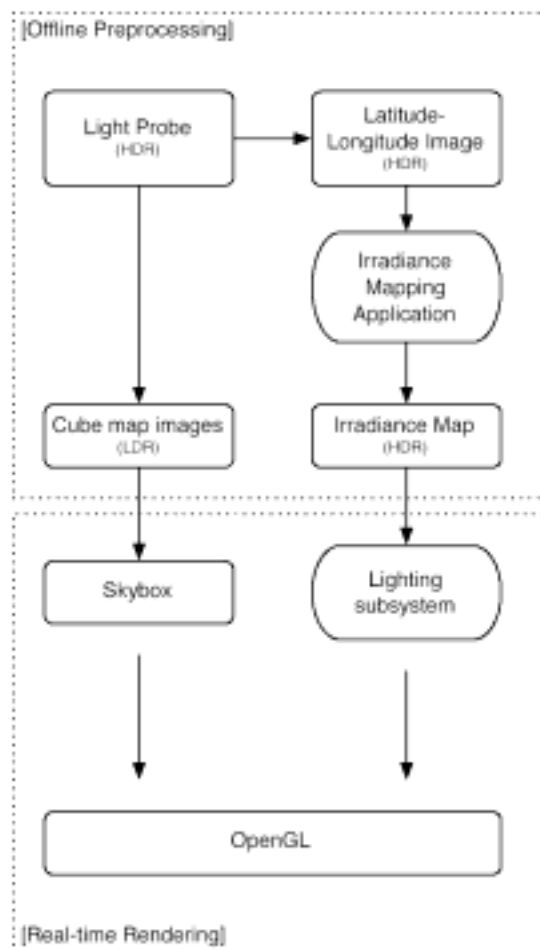 [Offline Preprocessing]
Light Probe
(HDR)
Latitude-
Longitude Image
(HDR)
Irradiance
Mapping
Application
Cube map images
(LDR)
Irradiance Map
(HDR)
Skybox
Lighting
subsystem
OpenGL
[Real-time Rendering]